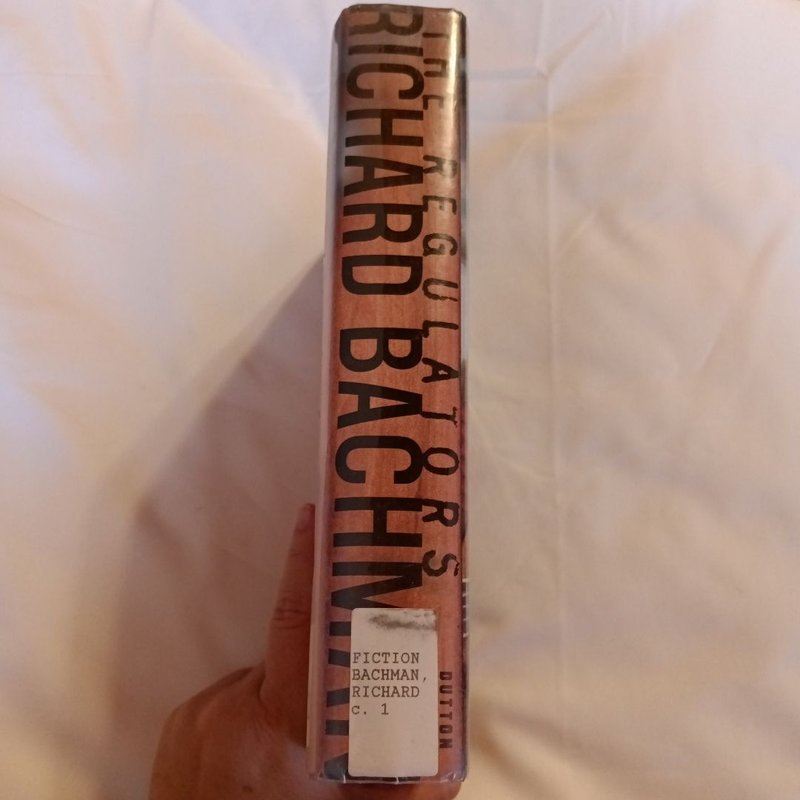 THE REGULATORS
RICHARD BACHMAN
FICTION
BACHMAN,
RICHARD
c. 1
DUTTON